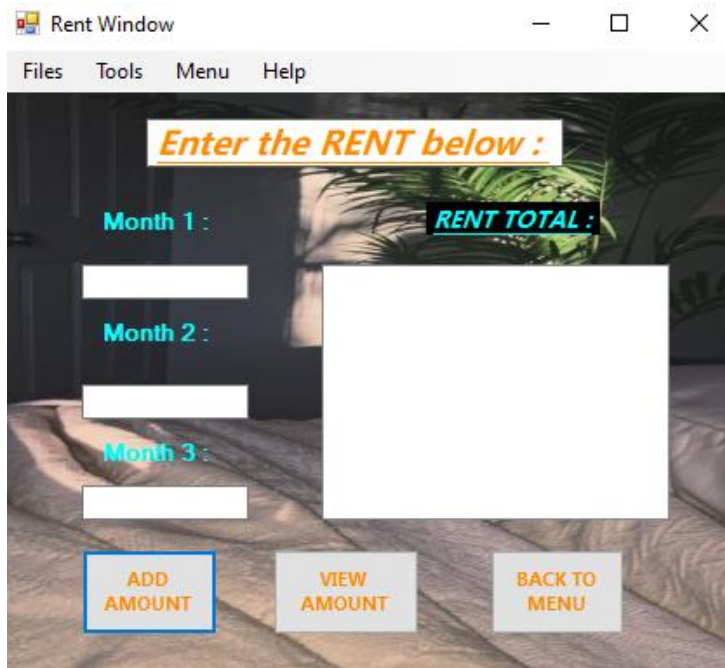 Rent Window
Files Tools Menu Help
Enter the RENT below :
Month 1 :
RENT TOTAL :
Month 2 :
Month 3 :
ADD
AMOUNT
VIEW
AMOUNT
BACK TO
MENU